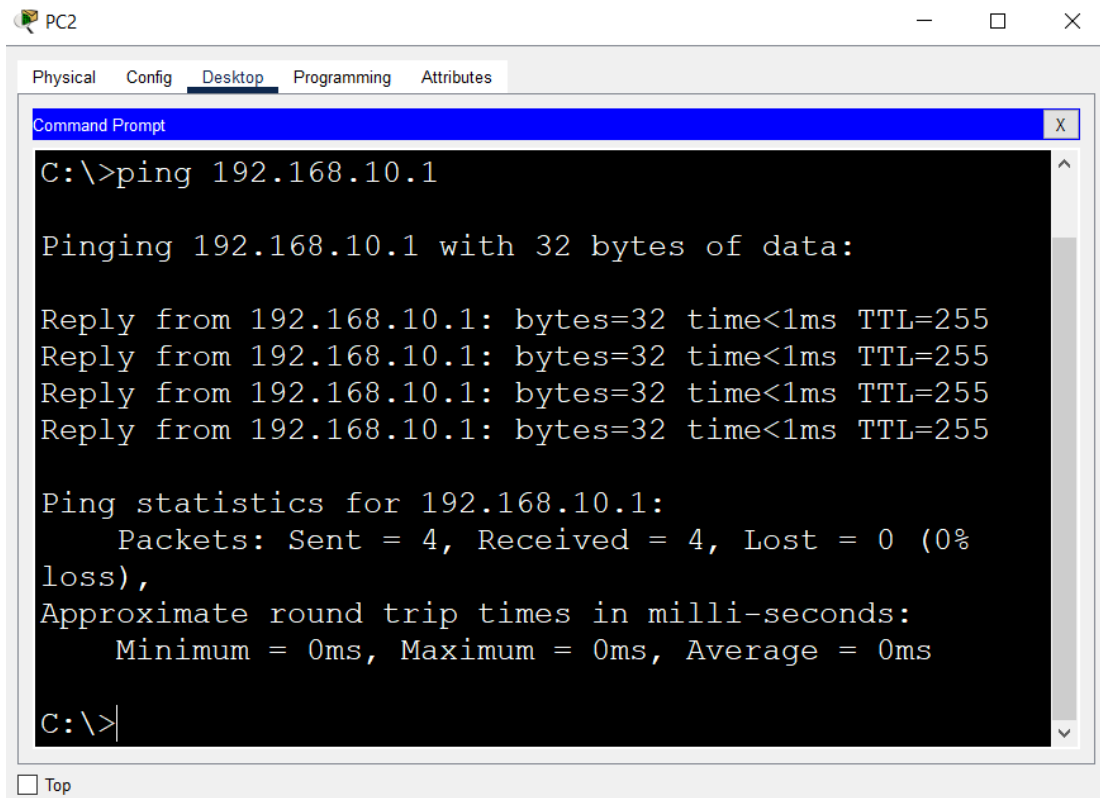 PC2
Physical Config Desktop Programming Attributes
Command Prompt X
C:\>ping 192.168.10.1
Pinging 192.168.10.1 with 32 bytes of data:
Reply from 192.168.10.1: bytes=32 time<1ms TTL=255
Reply from 192.168.10.1: bytes=32 time<1ms TTL=255
Reply from 192.168.10.1: bytes=32 time<1ms TTL=255
Reply from 192.168.10.1: bytes=32 time<1ms TTL=255
Ping statistics for 192.168.10.1:
Packets: Sent = 4, Received = 4, Lost = 0 (0%
loss),
Approximate round trip times in milli-seconds:
Minimum = 0ms, Maximum = 0ms, Average = 0ms
C:\>
Top